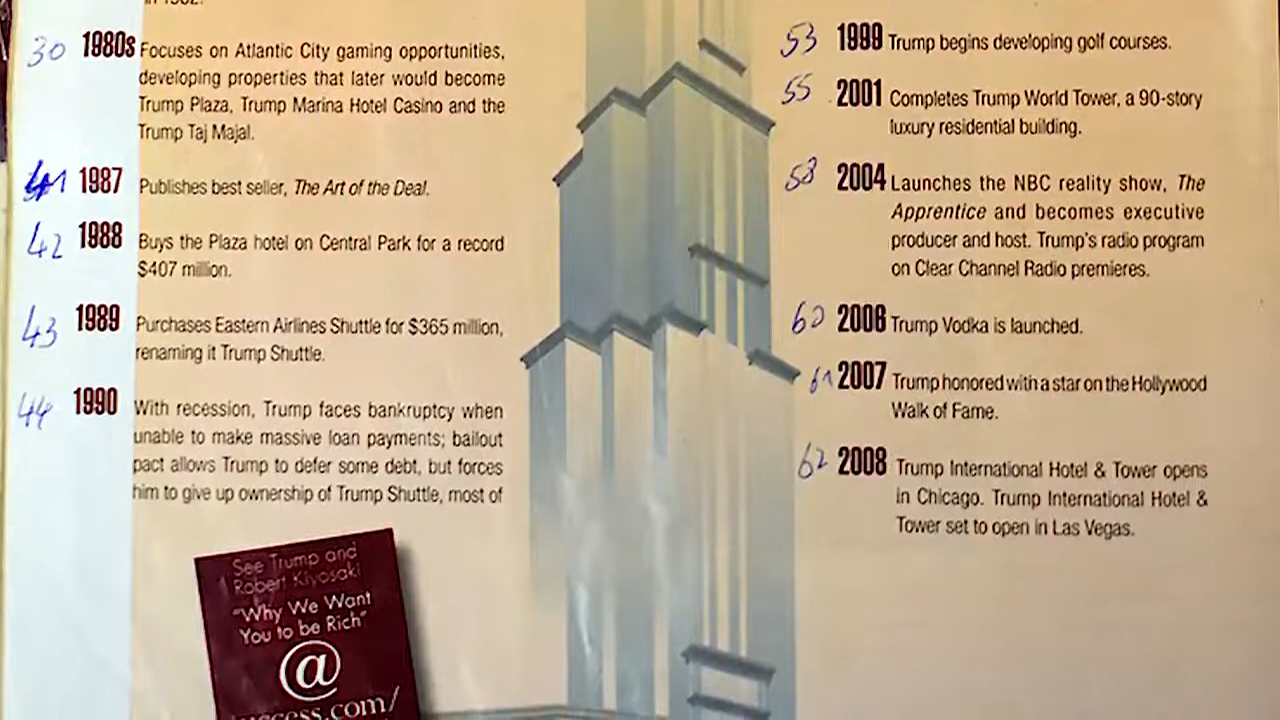 in 1982.
30 1980s Focuses on Atlantic City gaming opportunities,
developing properties that later would become
Trump Plaza, Trump Marina Hotel Casino and the
Trump Taj Majal.
41 1987 Publishes best seller, The Art of the Deal.
42 1988 Buys the Plaza hotel on Central Park for a record
$407 million.
43 1989 Purchases Eastern Airlines Shuttle for $365 million,
renaming it Trump Shuttle.
44 1990 With recession, Trump faces bankruptcy when
unable to make massive loan payments; bailout
pact allows Trump to defer some debt, but forces
him to give up ownership of Trump Shuttle, most of
See Trump and
Robert Kiyosaki
"Why We Want
You to be Rich"
@
53 1999 Trump begins developing golf courses.
55 2001 Completes Trump World Tower, a 90-story
luxury residential building.
58 2004 Launches the NBC reality show, The
Apprentice and becomes executive
producer and host. Trump's radio program
on Clear Channel Radio premieres.
60 2006 Trump Vodka is launched.
61 2007 Trump honored with a star on the Hollywood
Walk of Fame.
62 2008 Trump International Hotel & Tower opens
in Chicago. Trump International Hotel &
Tower set to open in Las Vegas.